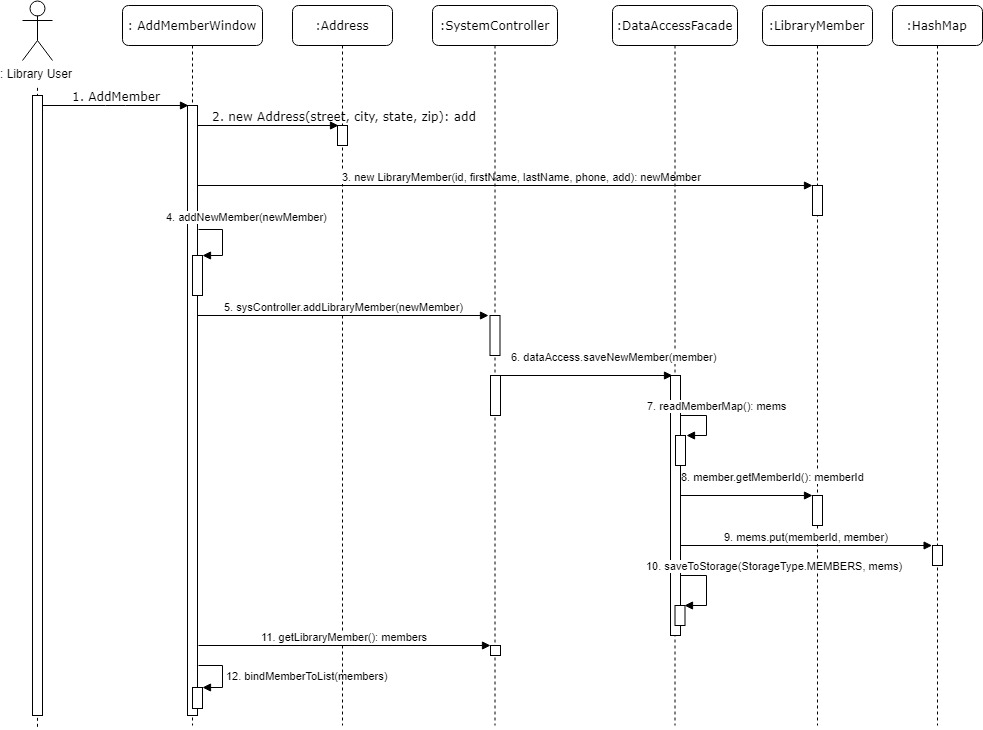 : AddMemberWindow
:Address
:SystemController
:DataAccessFacade
:LibraryMember
:HashMap
: Library User
1. AddMember
2. new Address(street, city, state, zip): add
3. new LibraryMember(id, firstName, lastName, phone, add): newMember
4. addNewMember(newMember)
5. sysController.addLibraryMember(newMember)
6. dataAccess.saveNewMember(member)
7. readMemberMap(): mems
8. member.getMemberId(): memberId
9. mems.put(memberId, member)
10. saveToStorage(StorageType.MEMBERS, mems)
11. getLibraryMember(): members
12. bindMemberToList(members)